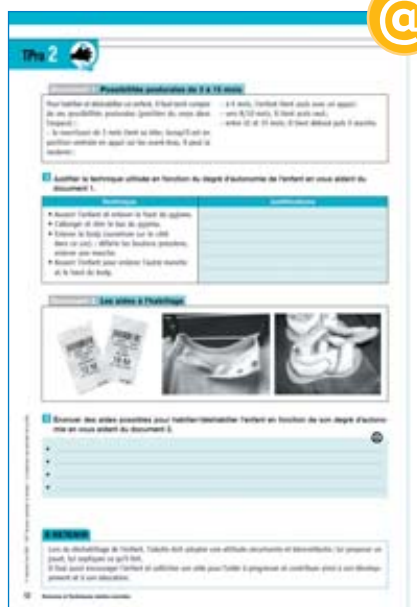 @
TPro 2
Document 1 Possibilités posturales de 3 à 15 mois
Pour habiller et déshabiller un enfant, il faut tenir compte
de ses possibilités posturales (position du corps dans
l'espace) :
- le nourrisson de 3 mois tient sa tête ; lorsqu'il est en
position ventrale en appui sur les avant-bras, il peut la
- à 6 mois, l'enfant tient assis avec un appui ;
- vers 8/10 mois, il tient assis seul ;
- entre 12 et 15 mois, il tient debout puis il marche.
Justifier la technique utilisée en fonction du degré d'autonomie de l'enfant en vous aidant du
document 1.
Technique
Justifications
• Asseoir l'enfant et enlever le haut du pyjama.
• Allonger et ôter le bas du pyjama.
• Enlever le body (ouverture sur le côté
dans ce cas) : défaire les boutons pression,
enlever une manche.
• Asseoir l'enfant pour enlever l'autre manche
et le haut du body.
Document 2 Les aides à l'habillage
Énoncer des aides possibles pour habiller/déshabiller l'enfant en fonction de son degré d'autono-
mie en vous aidant du document 2.
À RETENIR
Lors du déshabillage de l'enfant, l'adulte doit adopter une attitude sécurisante et bienveillante : lui proposer un
jouet, lui expliquer ce qu'il fait.
Il faut aussi encourager l'enfant et solliciter son aide pour l'aider à progresser et contribuer ainsi à son dévelop-
pement et à son éducation.